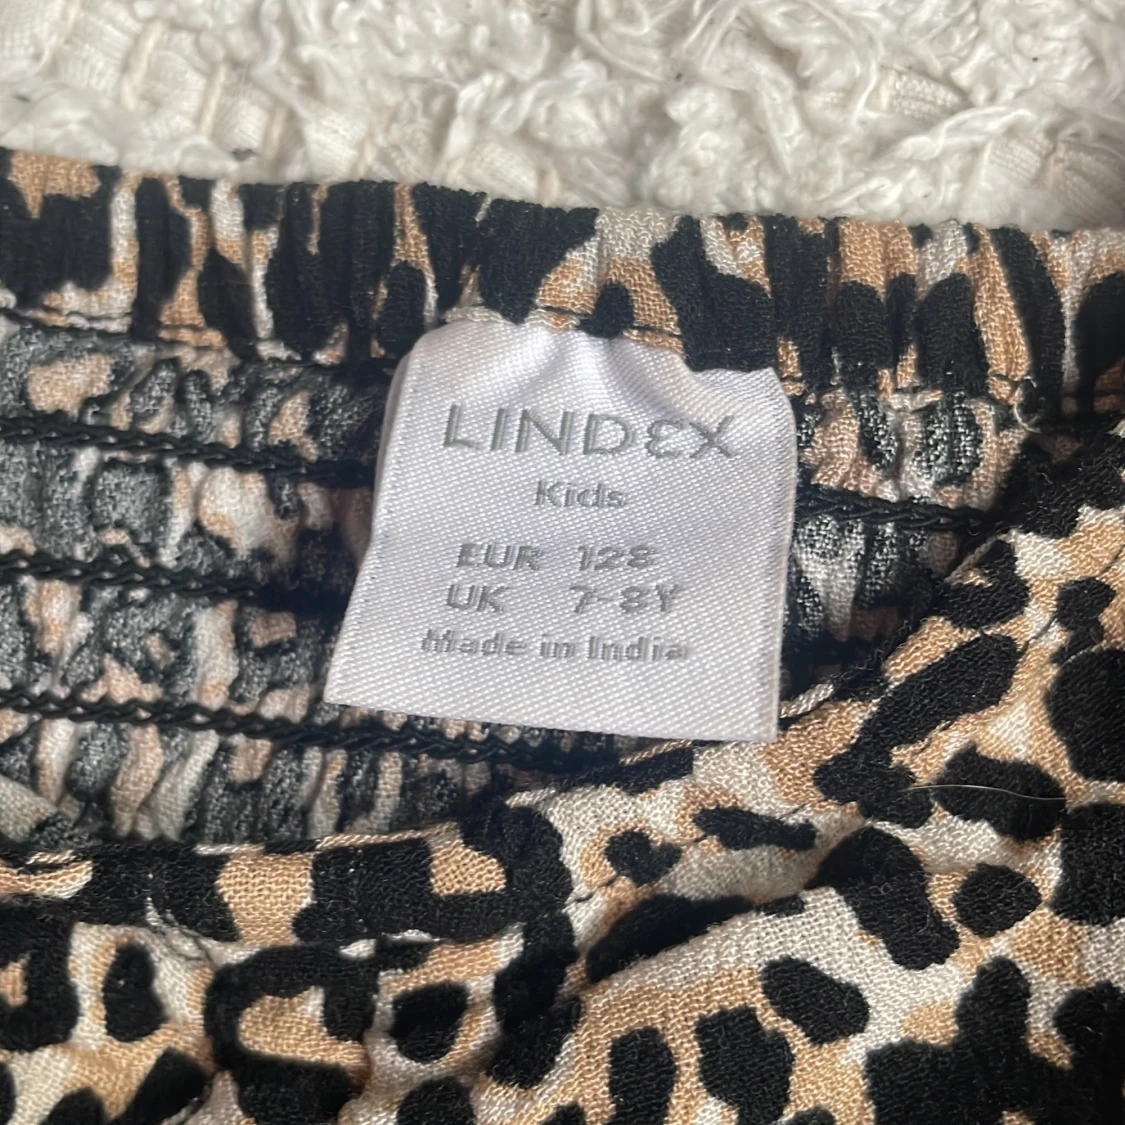 LINDEX
Kids
EUR 128
UK 7-8Y
Made in India